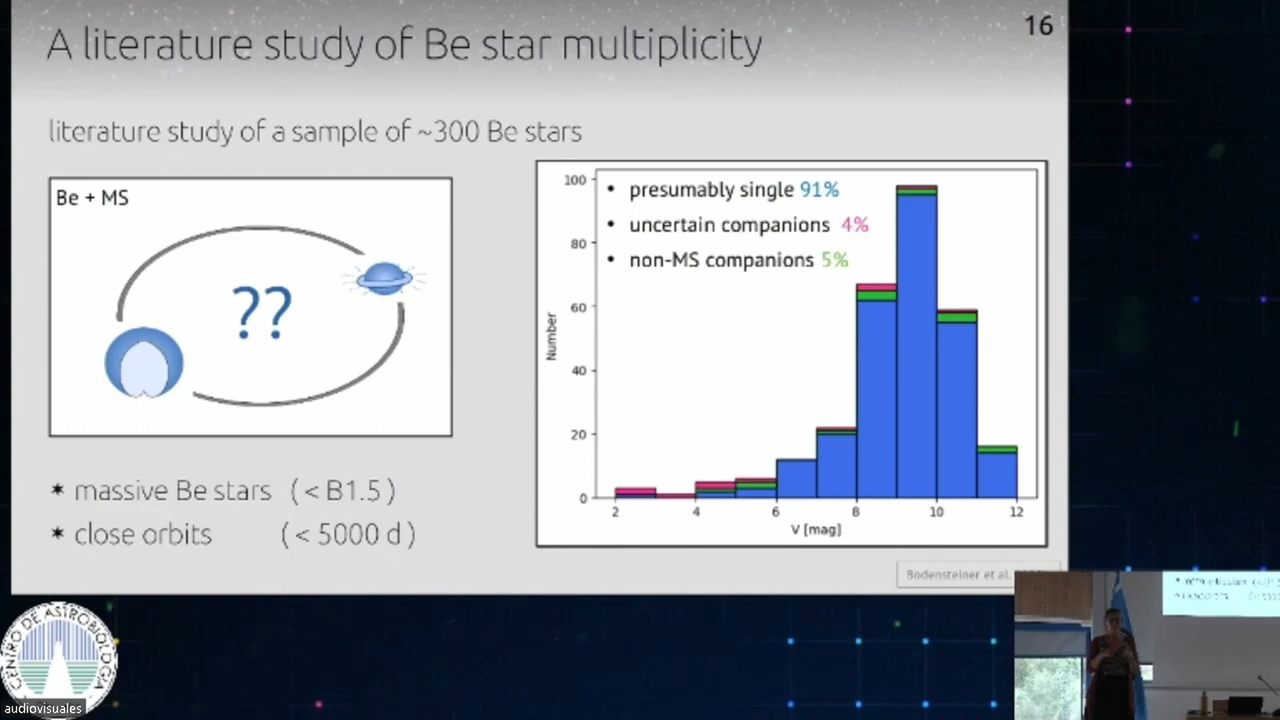 A literature study of Be star multiplicity
16
literature study of a sample of ~300 Be stars
Be + MS
??
* massive Be stars ( < B1.5 )
* close orbits ( < 5000 d )
• presumably single 91%
• uncertain companions 4%
• non-MS companions 5%
100
80
60
40
20
0
Number
2 4 6 8 10 12
V [mag]
Bodensteiner et al.
CENTRO DE ASTROBIOLOGÍA
audiovisuales